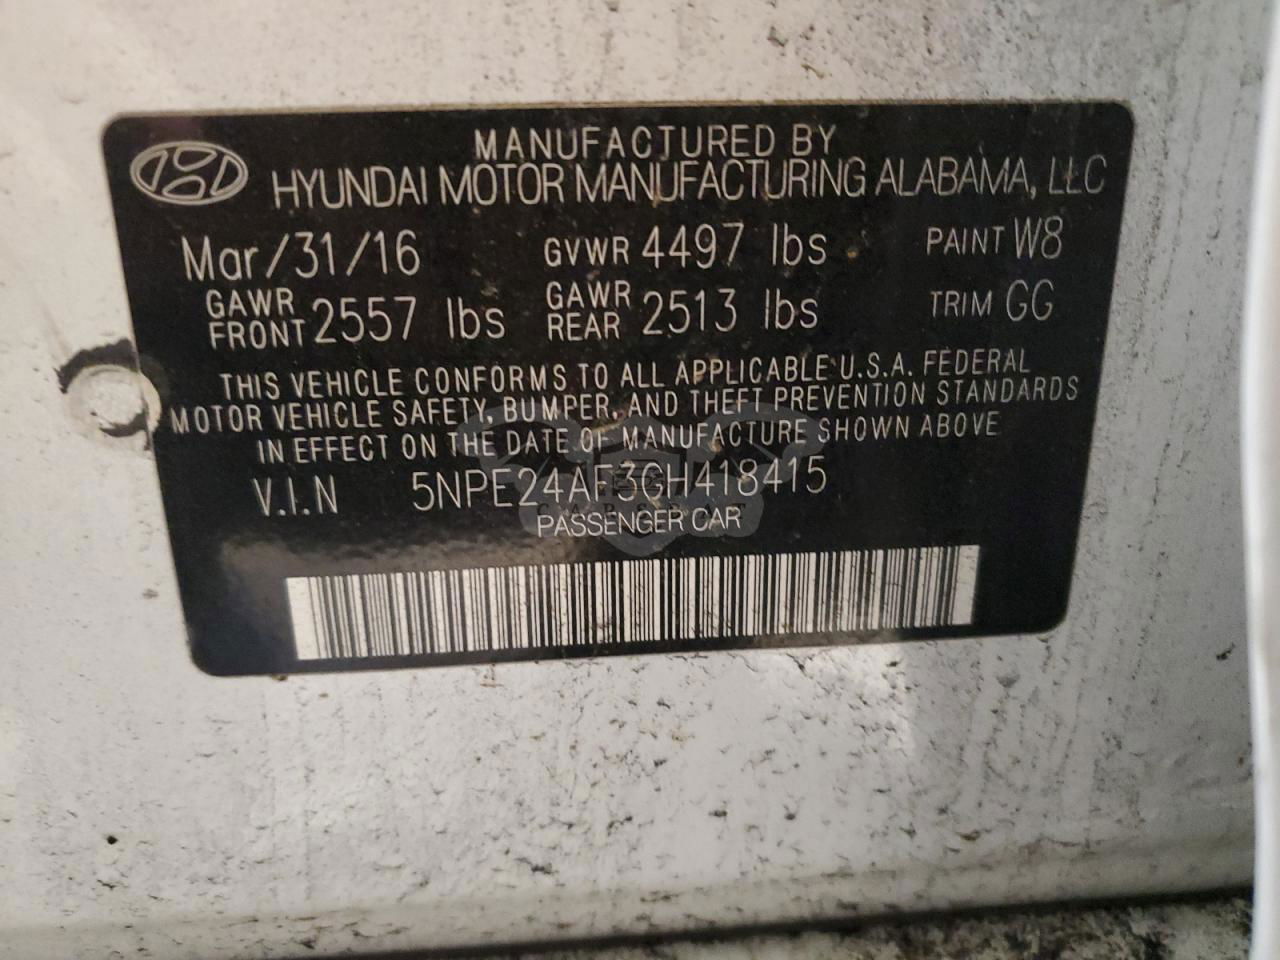 MANUFACTURED BY
HYUNDAI MOTOR MANUFACTURING ALABAMA, LLC
Mar/31/16 GVWR 4497 lbs PAINT W8
GAWR FRONT 2557 lbs GAWR REAR 2513 lbs TRIM GG
THIS VEHICLE CONFORMS TO ALL APPLICABLE U.S.A. FEDERAL
MOTOR VEHICLE SAFETY, BUMPER, AND THEFT PREVENTION STANDARDS
IN EFFECT ON THE DATE OF MANUFACTURE SHOWN ABOVE
V.I.N 5NPE24AF3GH418415
PASSENGER CAR